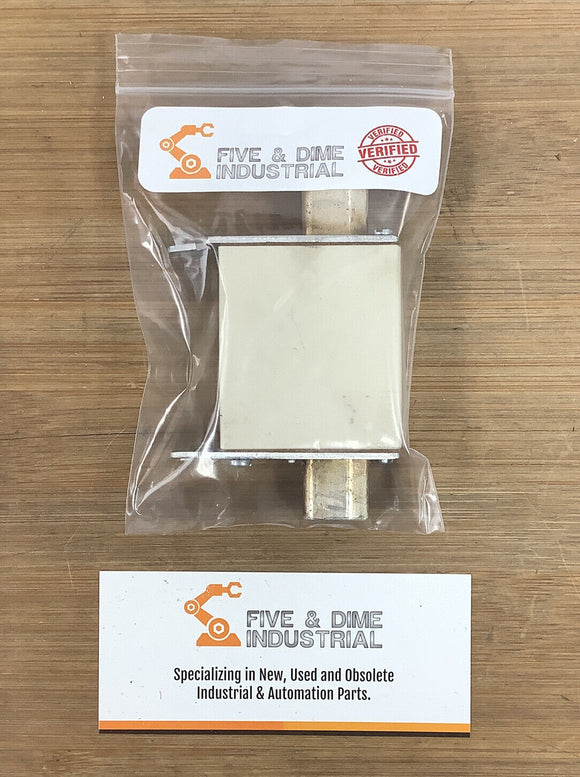 FIVE & DIME
INDUSTRIAL
VERIFIED
VERIFIED
VERIFIED
FIVE & DIME
INDUSTRIAL
Specializing in New, Used and Obsolete
Industrial & Automation Parts.